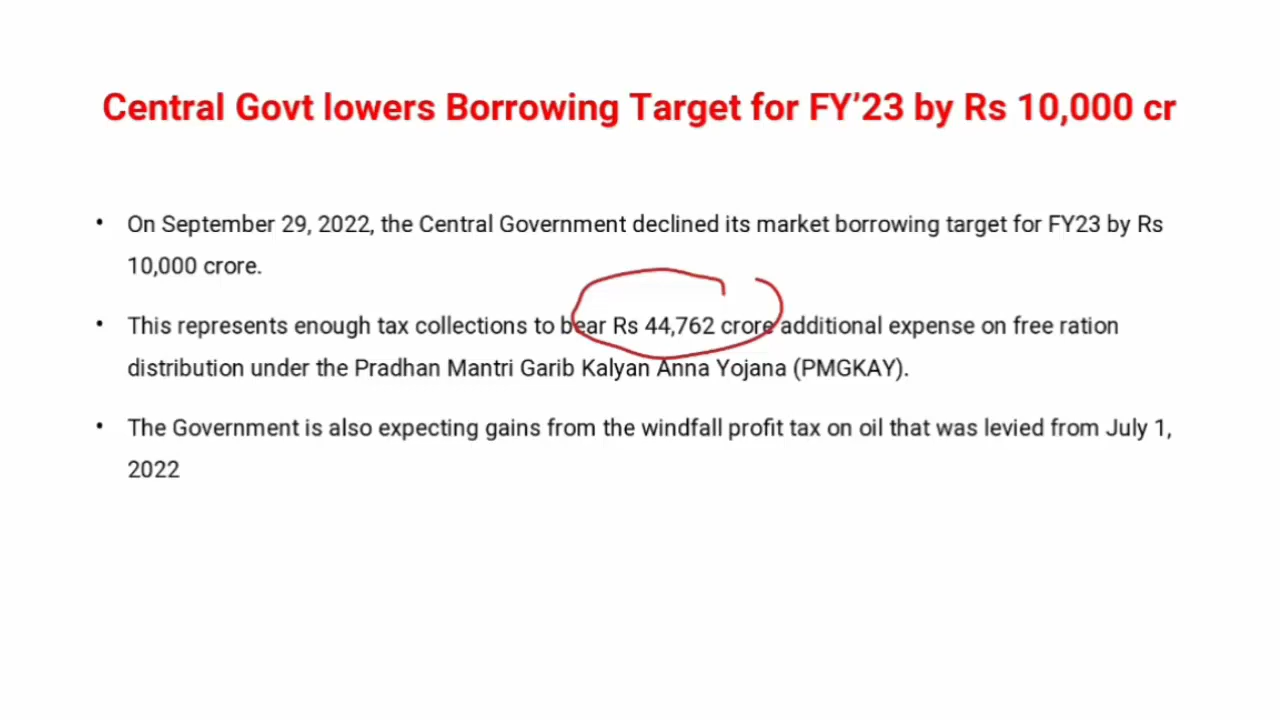 Central Govt lowers Borrowing Target for FY'23 by Rs 10,000 cr
• On September 29, 2022, the Central Government declined its market borrowing target for FY23 by Rs
10,000 crore.
• This represents enough tax collections to bear Rs 44,762 crore additional expense on free ration
distribution under the Pradhan Mantri Garib Kalyan Anna Yojana (PMGKAY).
• The Government is also expecting gains from the windfall profit tax on oil that was levied from July 1,
2022